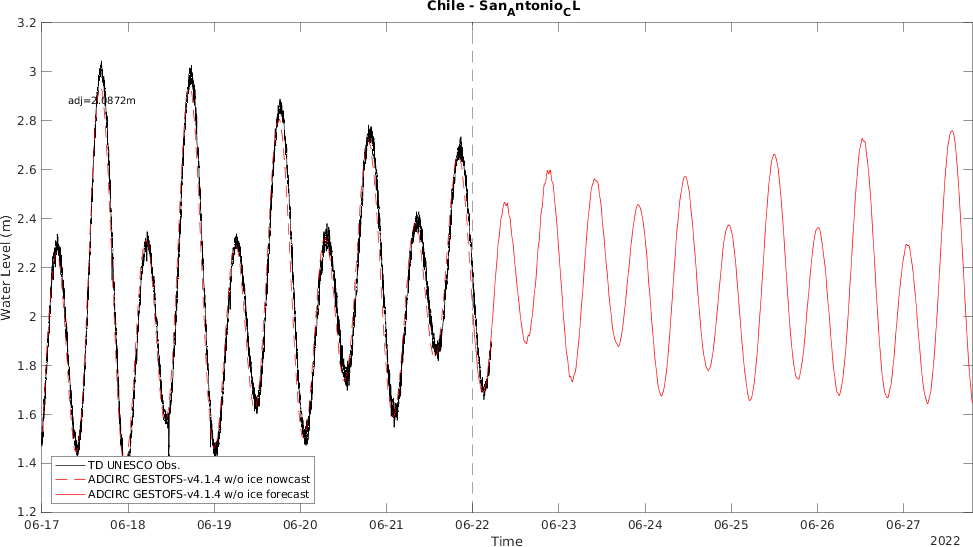 Chile - SanAntonioCL
3.2
3
2.8
2.6
2.4
2.2
2
1.8
1.6
1.4
1.2
Water Level (m)
adj=2.0872m
TD UNESCO Obs.
ADCIRC GESTOFS-v4.1.4 w/o ice nowcast
ADCIRC GESTOFS-v4.1.4 w/o ice forecast
06-17 06-18 06-19 06-20 06-21 06-22 06-23 06-24 06-25 06-26 06-27
Time
2022